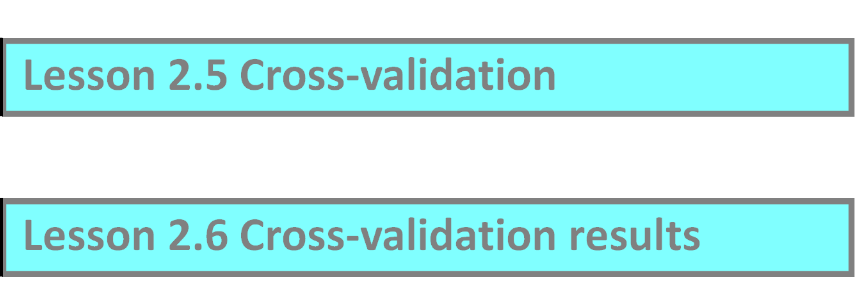 Lesson 2.5 Cross-validation
Lesson 2.6 Cross-validation results